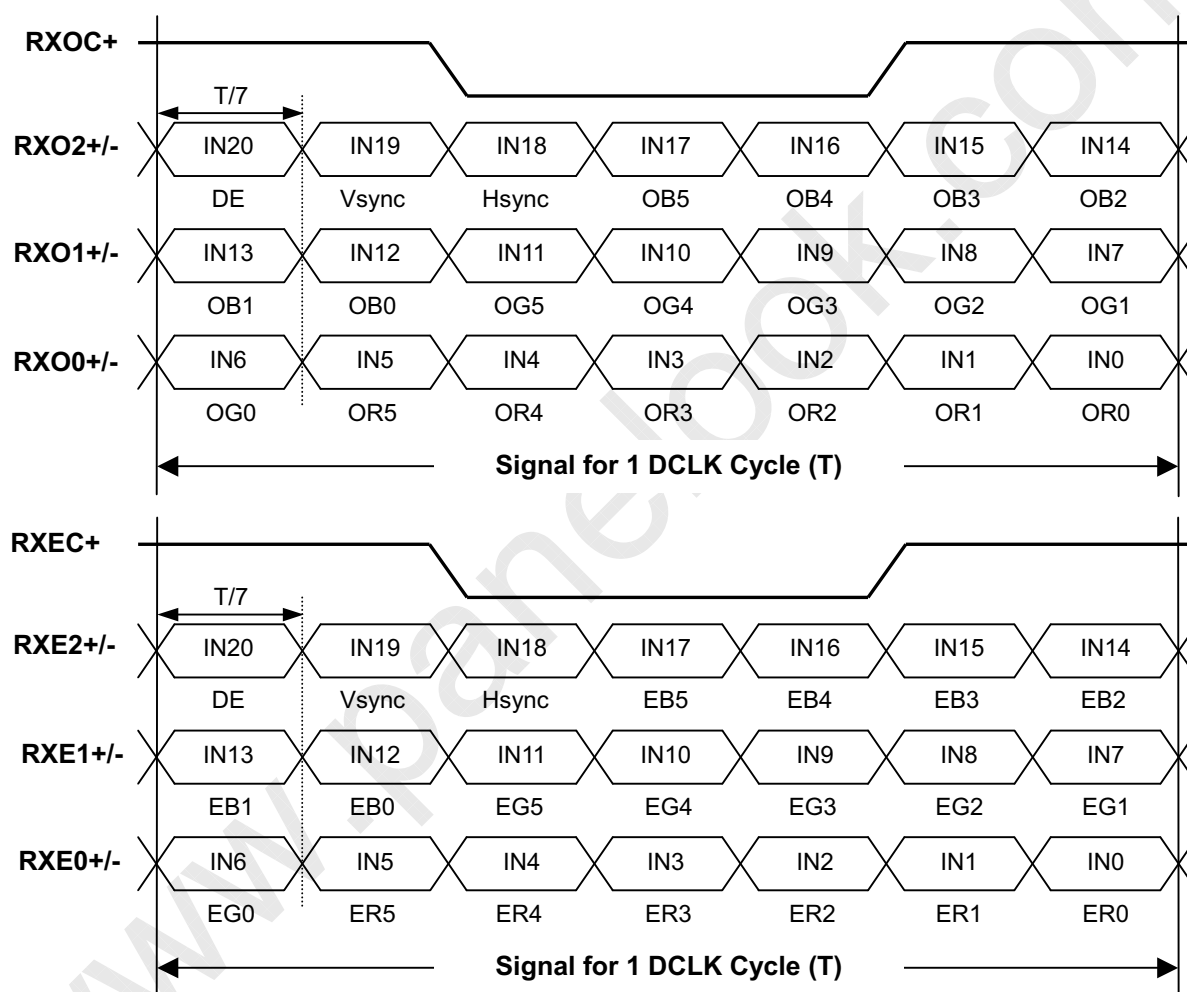 RXOC+
T/7
RXO2+/- IN20 IN19 IN18 IN17 IN16 IN15 IN14
DE Vsync Hsync OB5 OB4 OB3 OB2
RXO1+/- IN13 IN12 IN11 IN10 IN9 IN8 IN7
OB1 OB0 OG5 OG4 OG3 OG2 OG1
RXO0+/- IN6 IN5 IN4 IN3 IN2 IN1 IN0
OG0 OR5 OR4 OR3 OR2 OR1 OR0
Signal for 1 DCLK Cycle (T)
RXEC+
T/7
RXE2+/- IN20 IN19 IN18 IN17 IN16 IN15 IN14
DE Vsync Hsync EB5 EB4 EB3 EB2
RXE1+/- IN13 IN12 IN11 IN10 IN9 IN8 IN7
EB1 EB0 EG5 EG4 EG3 EG2 EG1
RXE0+/- IN6 IN5 IN4 IN3 IN2 IN1 IN0
EG0 ER5 ER4 ER3 ER2 ER1 ER0
Signal for 1 DCLK Cycle (T)
www.panelook.com